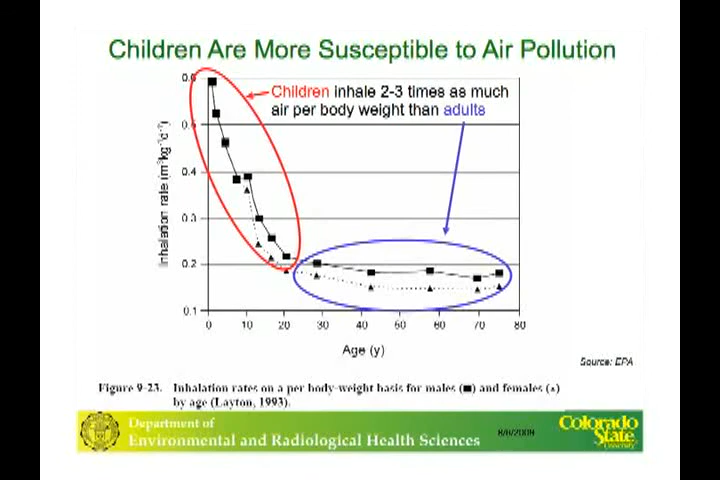 Children Are More Susceptible to Air Pollution
Children inhale 2-3 times as much
air per body weight than adults
Inhalation rate (m³kg⁻¹d⁻¹)
0.6
0.5
0.4
0.3
0.2
0.1
0 10 20 30 40 50 60 70 80
Age (y)
Source: EPA
Figure 9-23. Inhalation rates on a per body-weight basis for males (■) and females (▲)
by age (Layton, 1993).
Department of
Environmental and Radiological Health Sciences
8/6/2009
Colorado
State
University